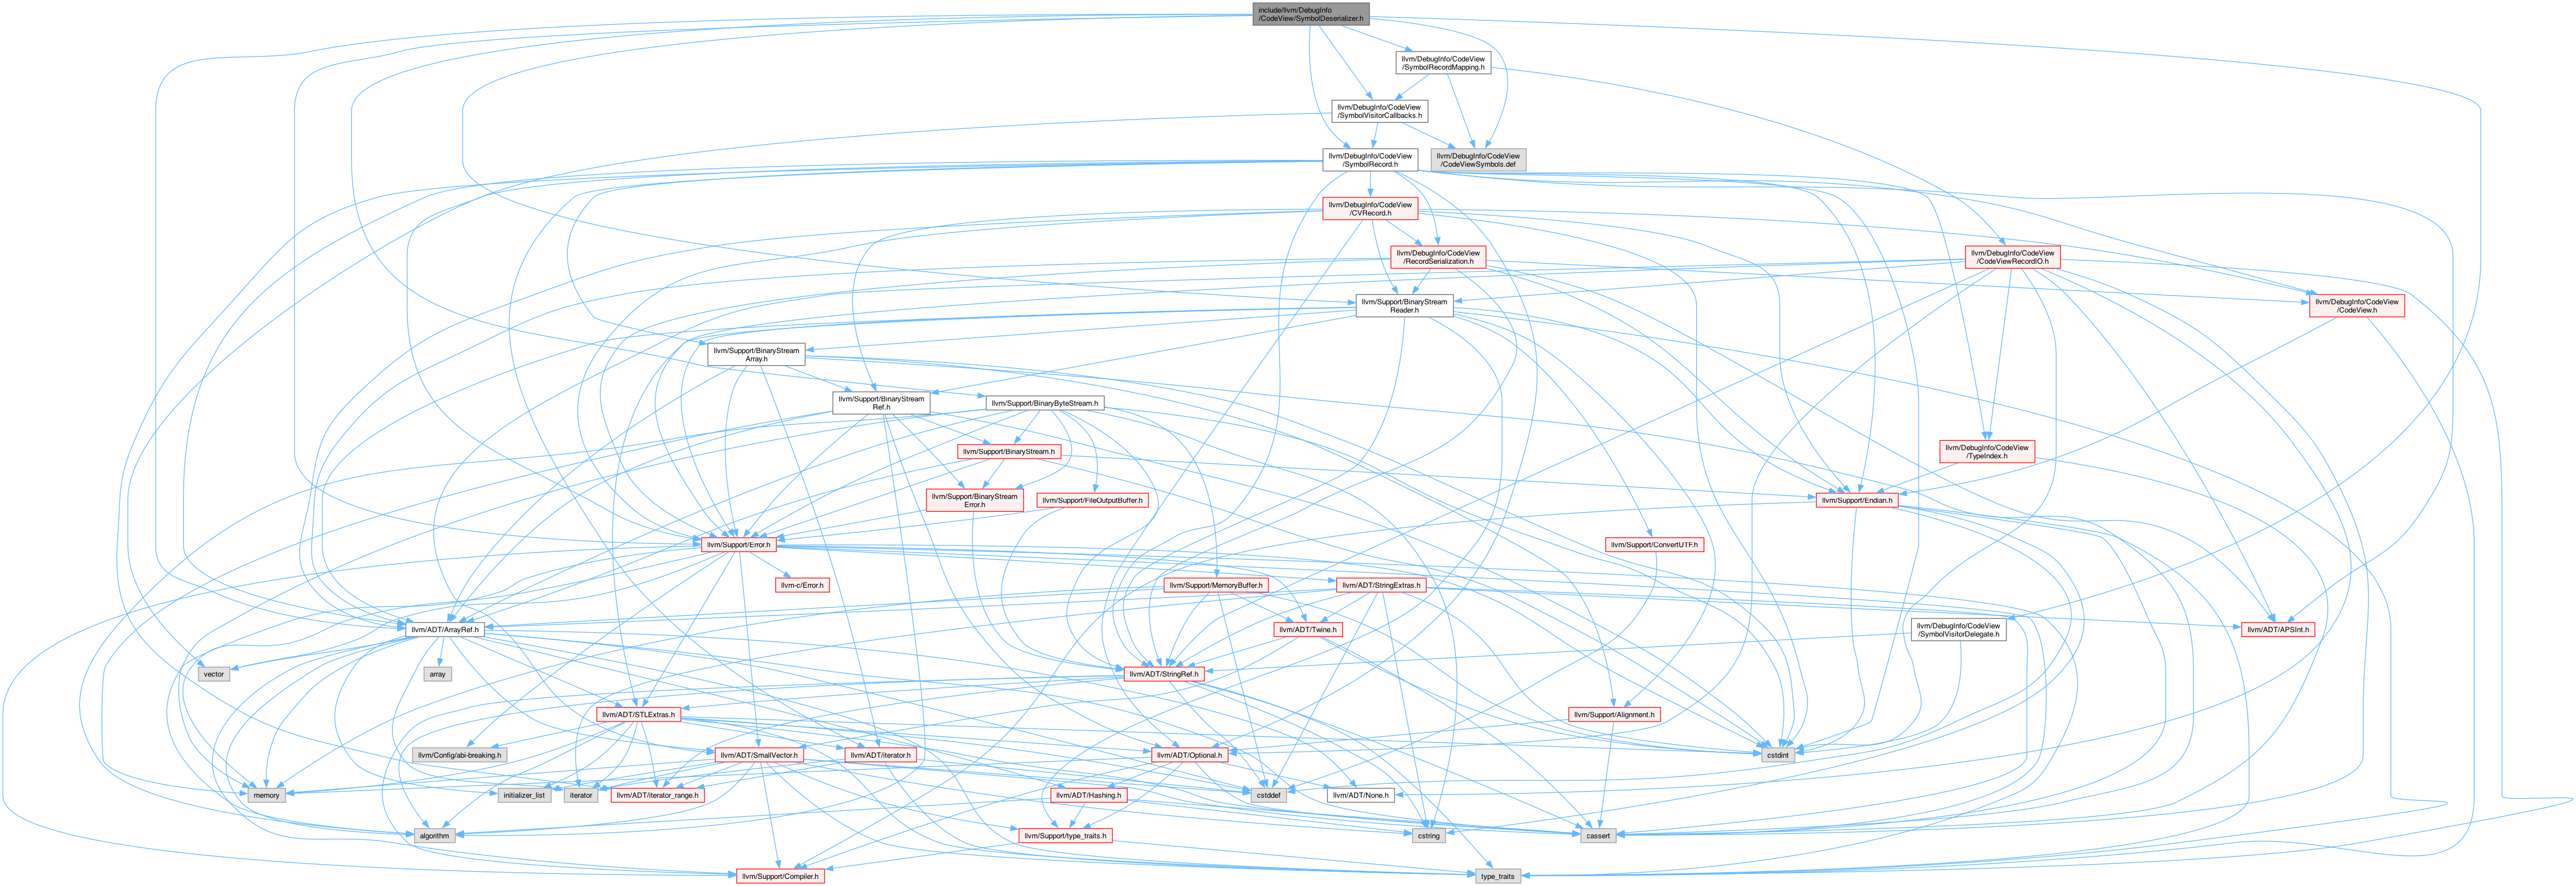 include/llvm/DebugInfo
/CodeView/SymbolDeserializer.h
llvm/DebugInfo/CodeView
/SymbolRecordMapping.h
llvm/DebugInfo/CodeView
/SymbolVisitorCallbacks.h
llvm/DebugInfo/CodeView
/SymbolRecord.h
llvm/DebugInfo/CodeView
/CodeViewSymbols.def
llvm/DebugInfo/CodeView
/CVRecord.h
llvm/DebugInfo/CodeView
/RecordSerialization.h
llvm/DebugInfo/CodeView
/CodeViewRecordIO.h
llvm/Support/BinaryStream
Reader.h
llvm/DebugInfo/CodeView
/CodeView.h
llvm/Support/BinaryStream
Array.h
llvm/Support/BinaryStream
Ref.h
llvm/Support/BinaryByteStream.h
llvm/Support/BinaryStream.h
llvm/DebugInfo/CodeView
/TypeIndex.h
llvm/Support/BinaryStream
Error.h
llvm/Support/FileOutputBuffer.h
llvm/Support/Endian.h
llvm/Support/Error.h
llvm/Support/ConvertUTF.h
llvm-c/Error.h
llvm/Support/MemoryBuffer.h
llvm/ADT/StringExtras.h
llvm/ADT/ArrayRef.h
llvm/ADT/Twine.h
llvm/DebugInfo/CodeView
/SymbolVisitorDelegate.h
llvm/ADT/APSInt.h
vector
array
llvm/ADT/StringRef.h
llvm/ADT/STLExtras.h
llvm/Support/Alignment.h
llvm/Config/abi-breaking.h
llvm/ADT/SmallVector.h
llvm/ADT/iterator.h
llvm/ADT/Optional.h
cstdint
memory
initializer_list
iterator
llvm/ADT/iterator_range.h
llvm/ADT/Hashing.h
cstddef
llvm/ADT/None.h
algorithm
llvm/Support/type_traits.h
cstring
cassert
llvm/Support/Compiler.h
type_traits